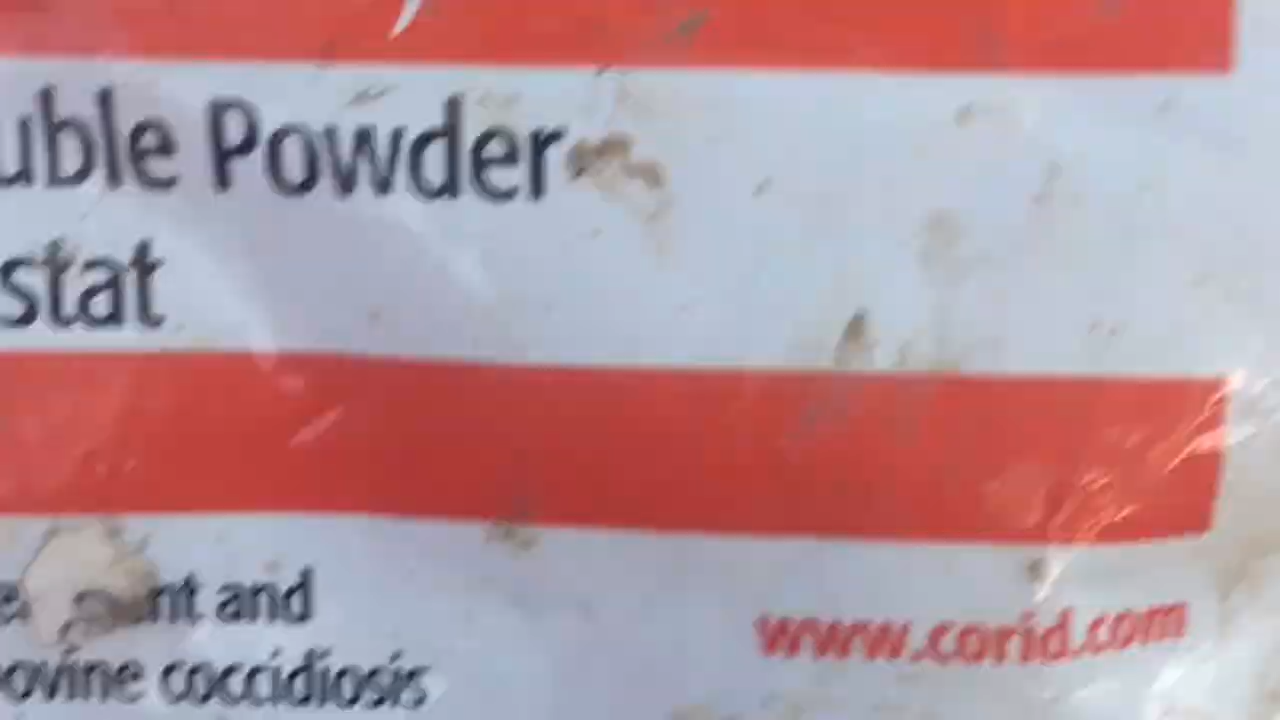 uble Powder
stat
nt and
ovine coccidiosis
www.corid.com